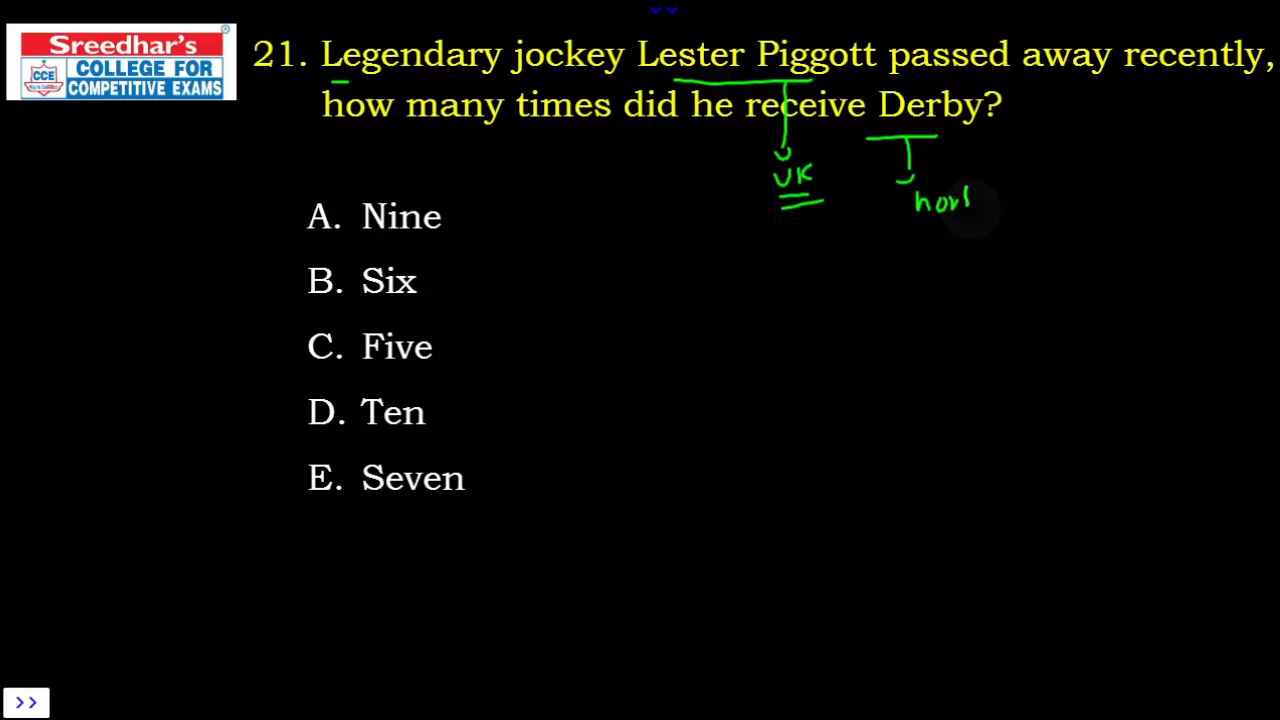 Sreedhar's
CCE
COLLEGE FOR
COMPETITIVE EXAMS
21. Legendary jockey Lester Piggott passed away recently,
how many times did he receive Derby?
UK
A. Nine
B. Six
C. Five
D. Ten
E. Seven
>>